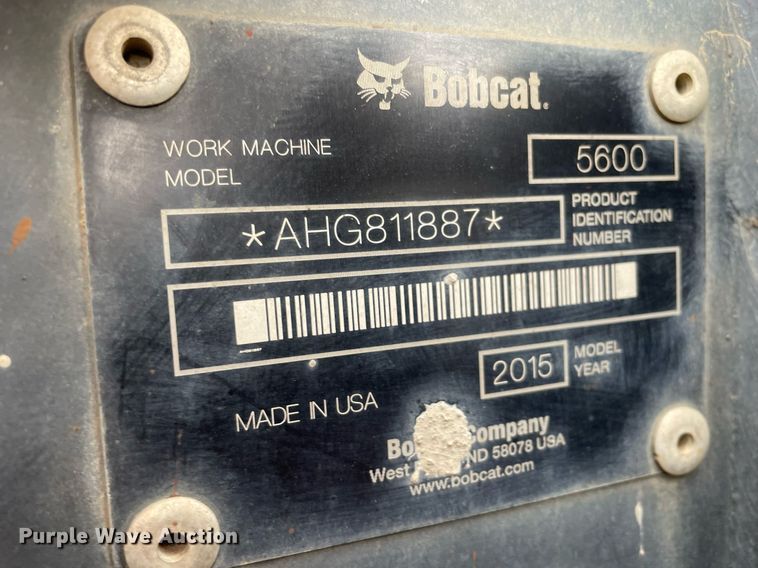 Bobcat.
WORK MACHINE
MODEL
5600
*AHG811887*
PRODUCT
IDENTIFICATION
NUMBER
2015
MODEL
YEAR
MADE IN USA
Company
West ND 58078 USA
www.bobcat.com
Purple Wave Auction